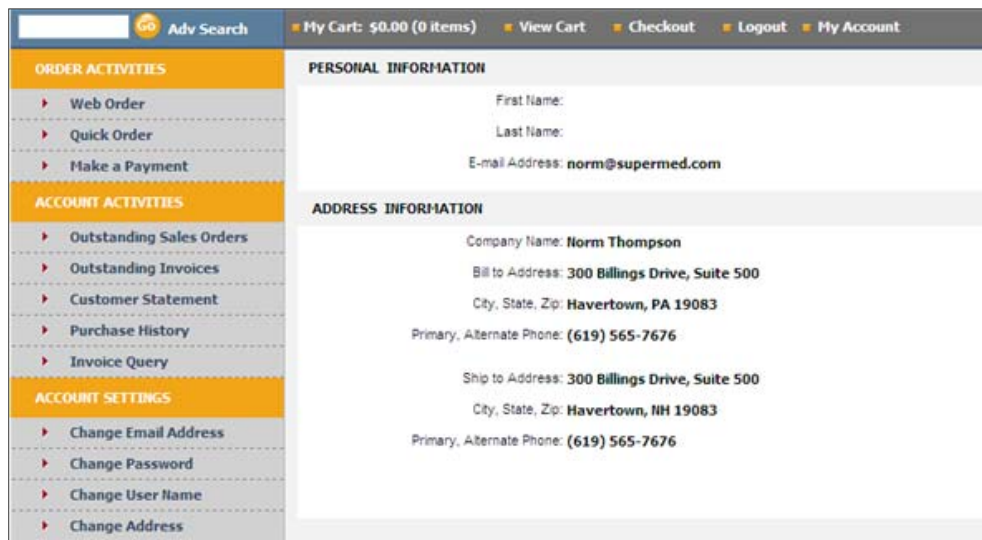 GO Adv Search My Cart: $0.00 (0 items) View Cart Checkout Logout My Account
ORDER ACTIVITIES
Web Order
Quick Order
Make a Payment
ACCOUNT ACTIVITIES
Outstanding Sales Orders
Outstanding Invoices
Customer Statement
Purchase History
Invoice Query
ACCOUNT SETTINGS
Change Email Address
Change Password
Change User Name
Change Address
PERSONAL INFORMATION
First Name:
Last Name:
E-mail Address: norm@supermed.com
ADDRESS INFORMATION
Company Name: Norm Thompson
Bill to Address: 300 Billings Drive, Suite 500
City, State, Zip: Havertown, PA 19083
Primary, Alternate Phone: (619) 565-7676
Ship to Address: 300 Billings Drive, Suite 500
City, State, Zip: Havertown, NH 19083
Primary, Alternate Phone: (619) 565-7676